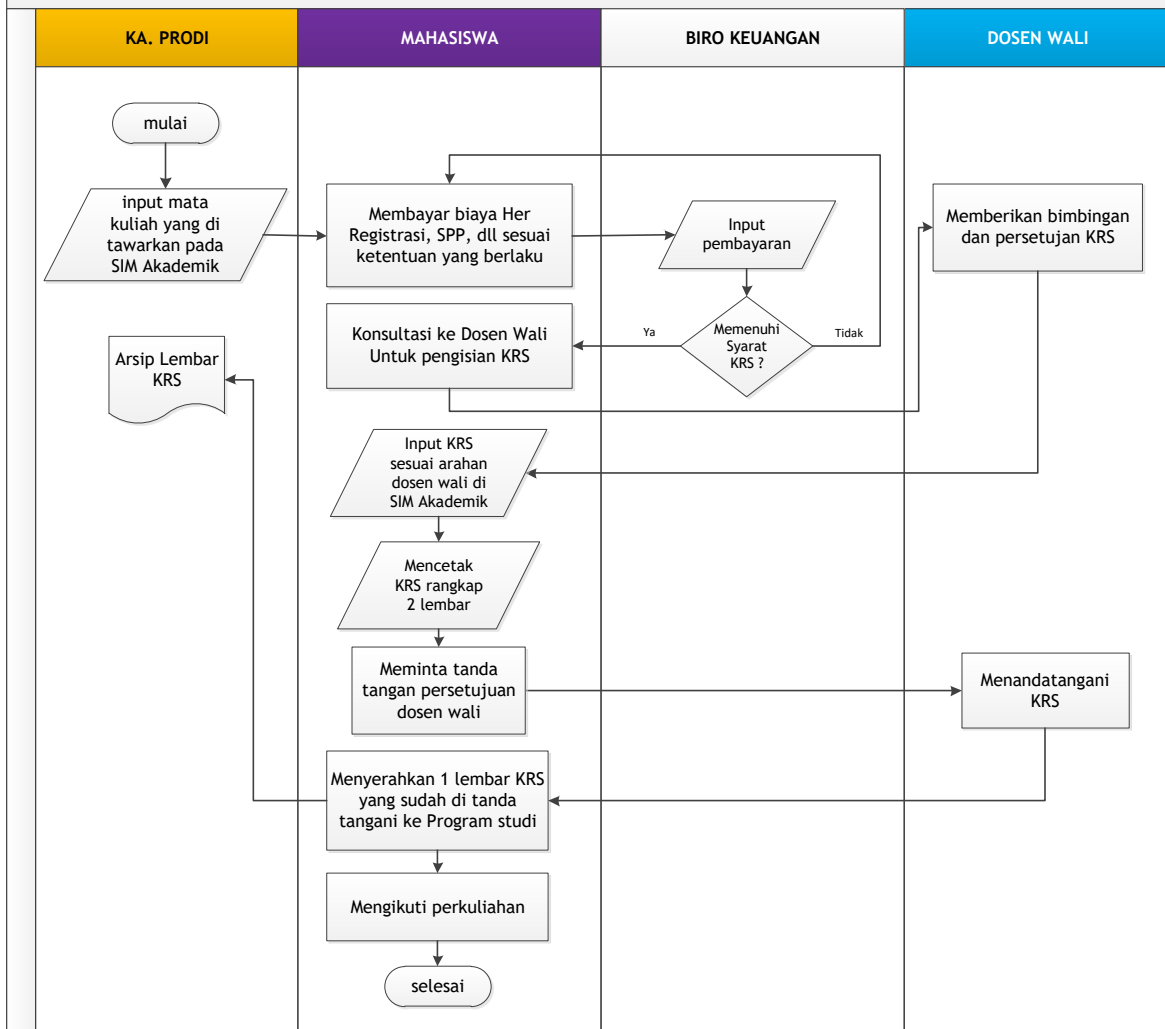 KA. PRODI
MAHASISWA
BIRO KEUANGAN
DOSEN WALI
mulai
input mata
kuliah yang di
tawarkan pada
SIM Akademik
Membayar biaya Her
Registrasi, SPP, dll sesuai
ketentuan yang berlaku
Input
pembayaran
Memberikan bimbingan
dan persetujan KRS
Konsultasi ke Dosen Wali
Untuk pengisian KRS
Ya
Memenuhi
Syarat
KRS ?
Tidak
Arsip Lembar
KRS
Input KRS
sesuai arahan
dosen wali di
SIM Akademik
Mencetak
KRS rangkap
2 lembar
Meminta tanda
tangan persetujuan
dosen wali
Menandatangani
KRS
Menyerahkan 1 lembar KRS
yang sudah di tanda
tangani ke Program studi
Mengikuti perkuliahan
selesai